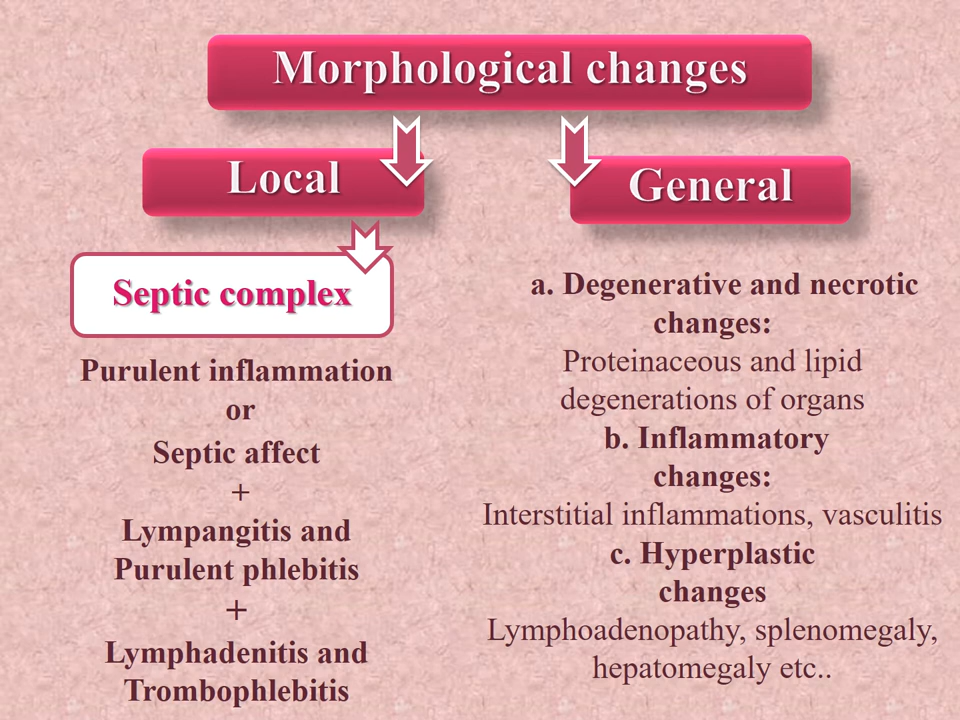 Morphological changes
Local
General
Septic complex
Purulent inflammation
or
Septic affect
+
Lympangitis and
Purulent phlebitis
+
Lymphadenitis and
Trombophlebitis
a. Degenerative and necrotic
changes:
Proteinaceous and lipid
degenerations of organs
b. Inflammatory
changes:
Interstitial inflammations, vasculitis
c. Hyperplastic
changes
Lymphoadenopathy, splenomegaly,
hepatomegaly etc..